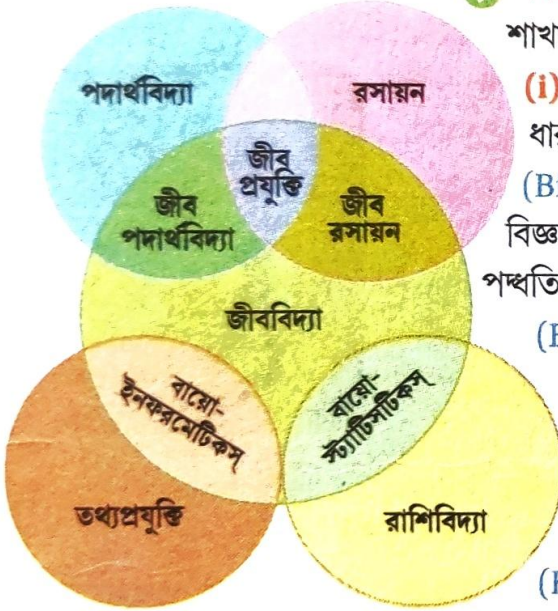 শাখ
পদার্থবিদ্যা
রসায়ন
(i)
ধা
জীব
প্রযুক্তি
জীব
পদার্থবিদ্যা
জীব
রসায়ন
(B
বিজ্ঞ
পদ্ধতি
জীববিদ্যা
বায়ো-
ইনফরমেটিকস্
বায়ো-
স্ট্যাটিসটিকস্
তথ্যপ্রযুক্তি
রাশিবিদ্যা